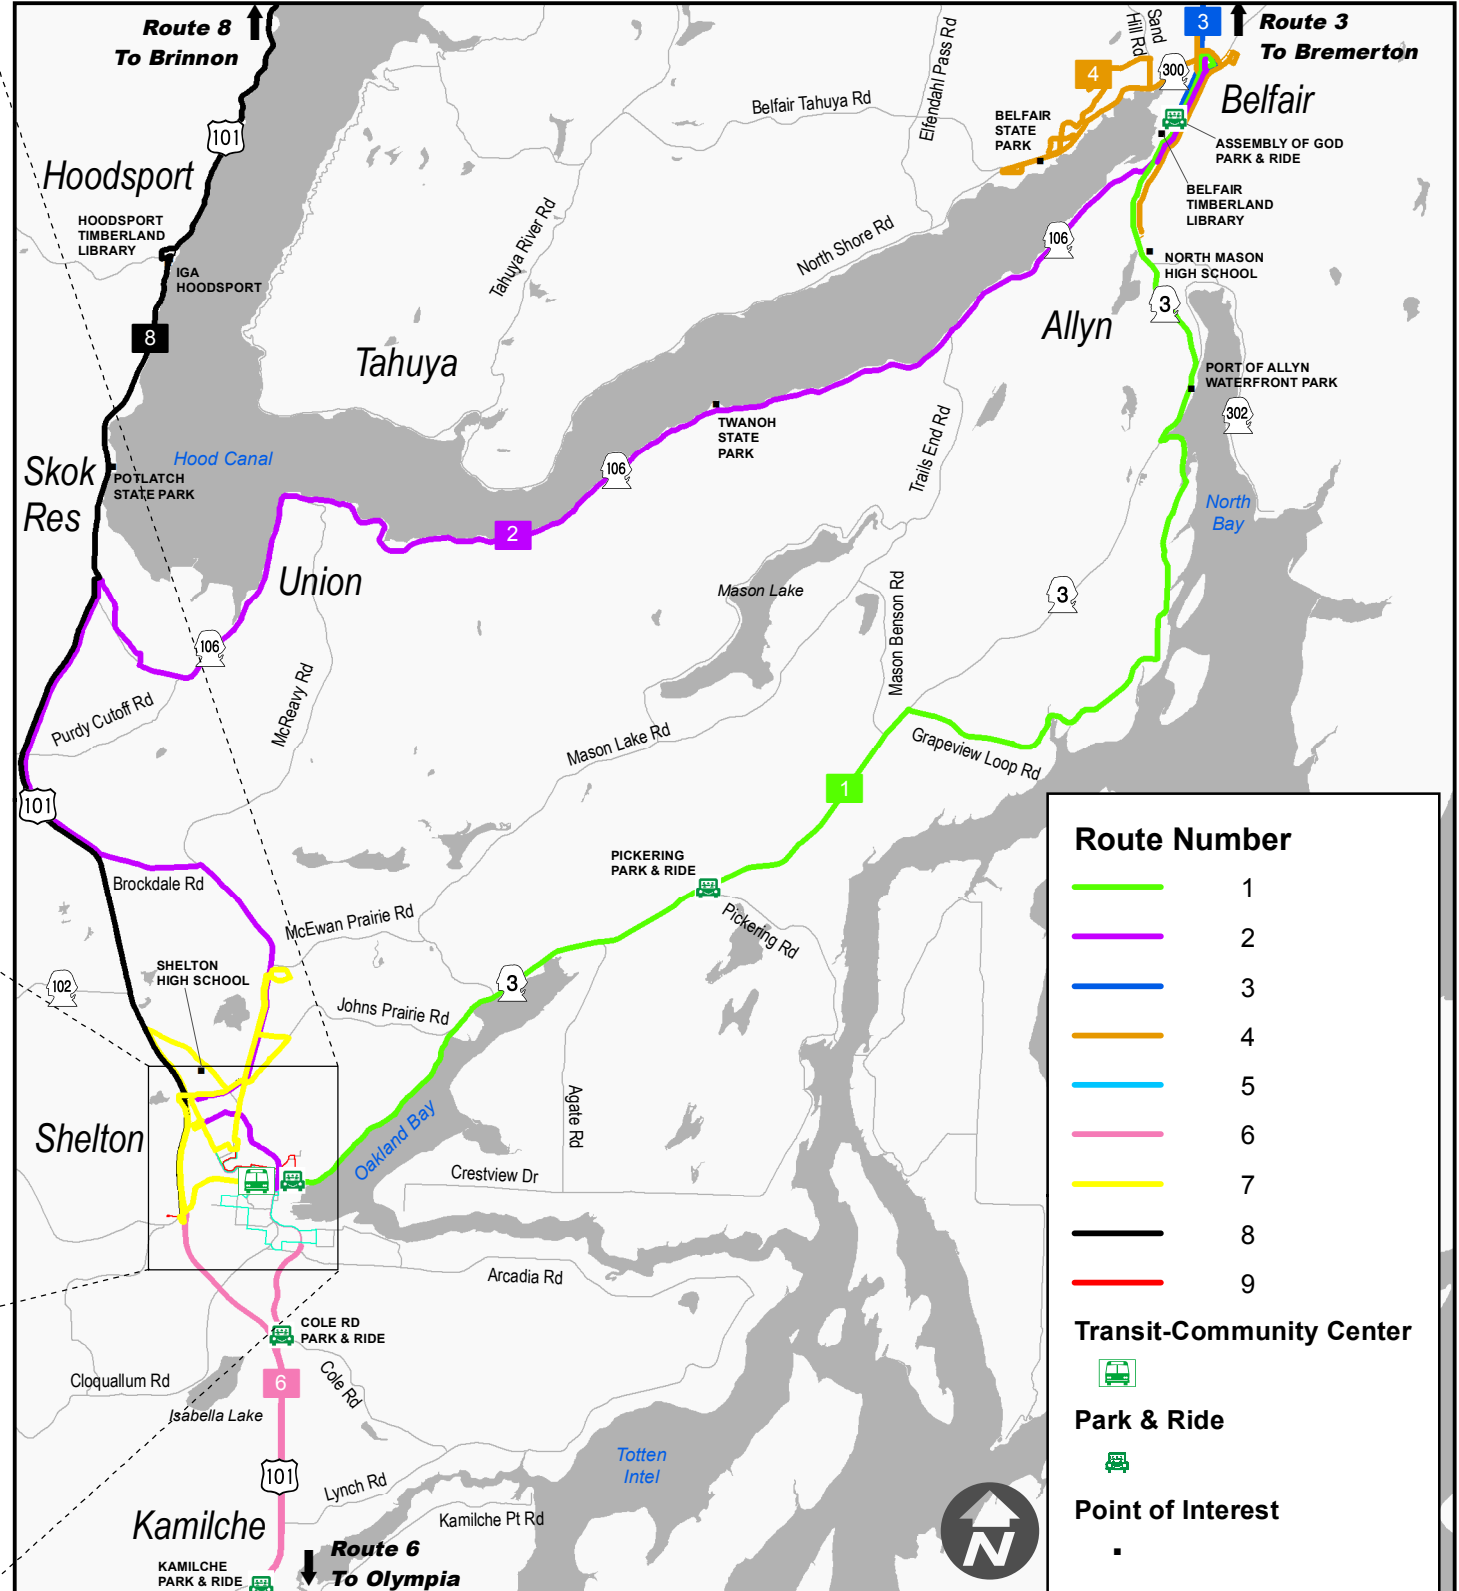 Route 8
To Brinnon
3
Route 3
To Bremerton
Sand
Hill Rd
Elfendahl Pass Rd
4
300
Belfair
Belfair Tahuya Rd
BELFAIR
STATE
PARK
ASSEMBLY OF GOD
PARK & RIDE
101
Hoodsport
HOODSPORT
TIMBERLAND
LIBRARY
BELFAIR
TIMBERLAND
LIBRARY
Tahuya River Rd
North Shore Rd
106
NORTH MASON
HIGH SCHOOL
IGA
HOODSPORT
3
8
Allyn
Tahuya
PORT OF ALLYN
WATERFRONT PARK
302
TWANOH
STATE
PARK
Trails End Rd
Hood Canal
Skok
Res
POTLATCH
STATE PARK
106
North
Bay
2
Union
Mason Lake
Mason Benson Rd
3
106
McReavy Rd
Purdy Cutoff Rd
Mason Lake Rd
Grapeview Loop Rd
1
101
Brockdale Rd
PICKERING
PARK & RIDE
Pickering Rd
McEwan Prairie Rd
SHELTON
HIGH SCHOOL
102
3
Johns Prairie Rd
Agate Rd
Oakland Bay
Shelton
Crestview Dr
Arcadia Rd
COLE RD
PARK & RIDE
Cole Rd
Cloquallum Rd
6
Isabella Lake
101
Totten
Intel
Lynch Rd
Kamilche
Kamilche Pt Rd
KAMILCHE
PARK & RIDE
Route 6
To Olympia
N
Route Number
1
2
3
4
5
6
7
8
9
Transit-Community Center
Park & Ride
Point of Interest